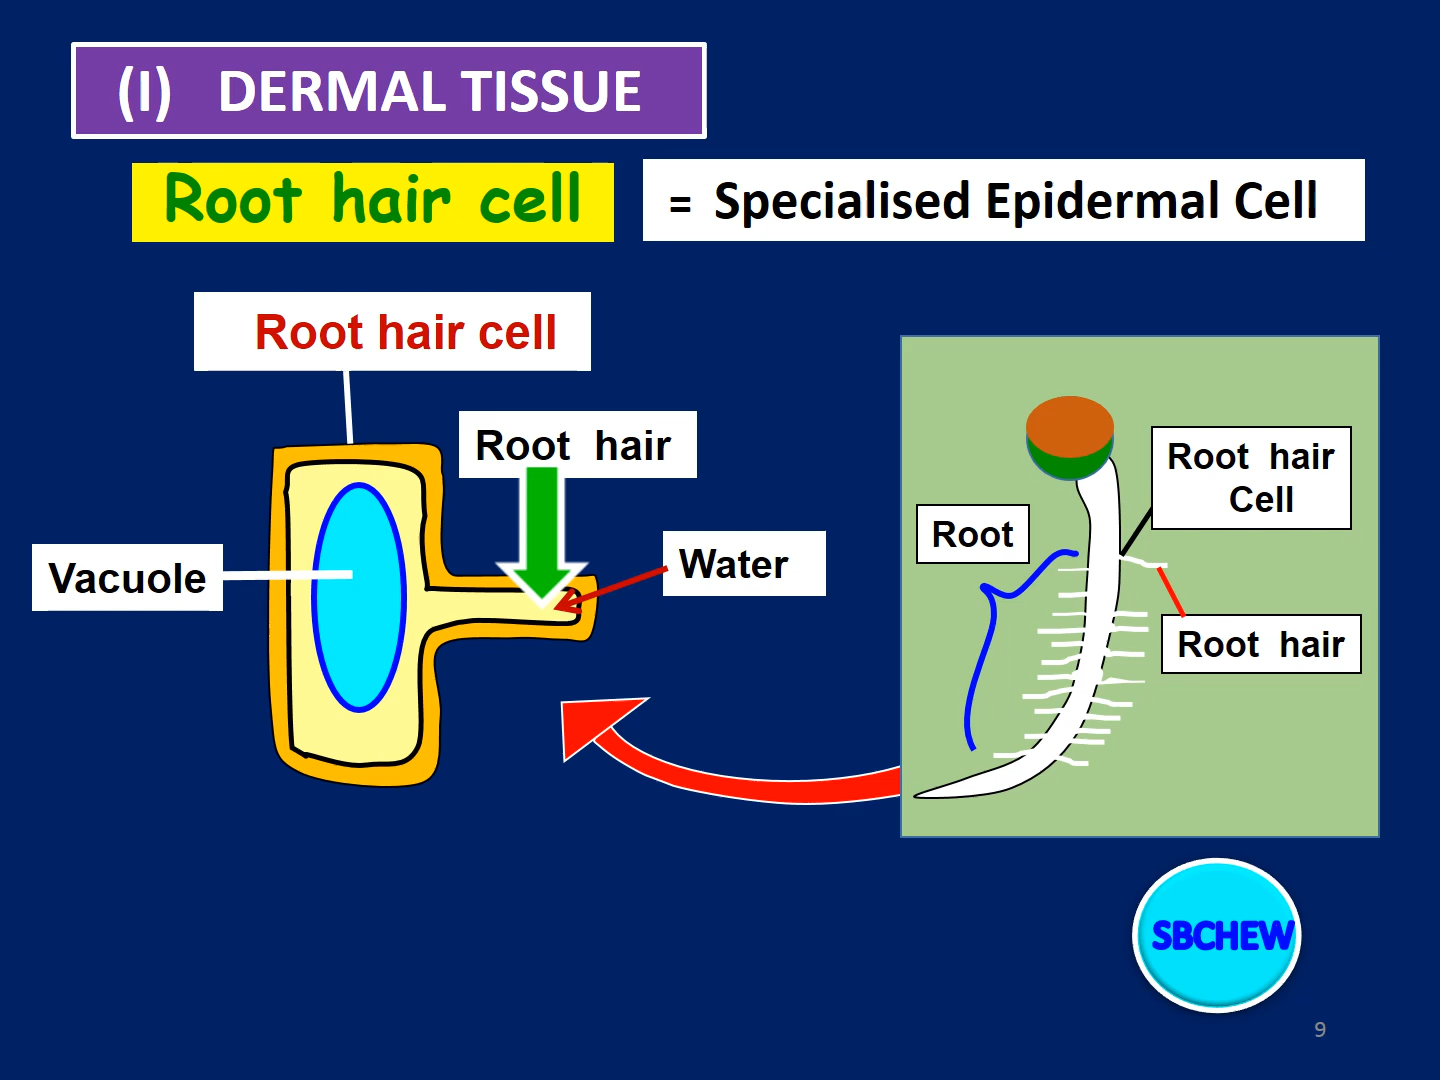 (I) DERMAL TISSUE
Root hair cell
= Specialised Epidermal Cell
Root hair cell
Root hair
Vacuole
Water
Root hair
Cell
Root
Root hair
SBCHEW
9